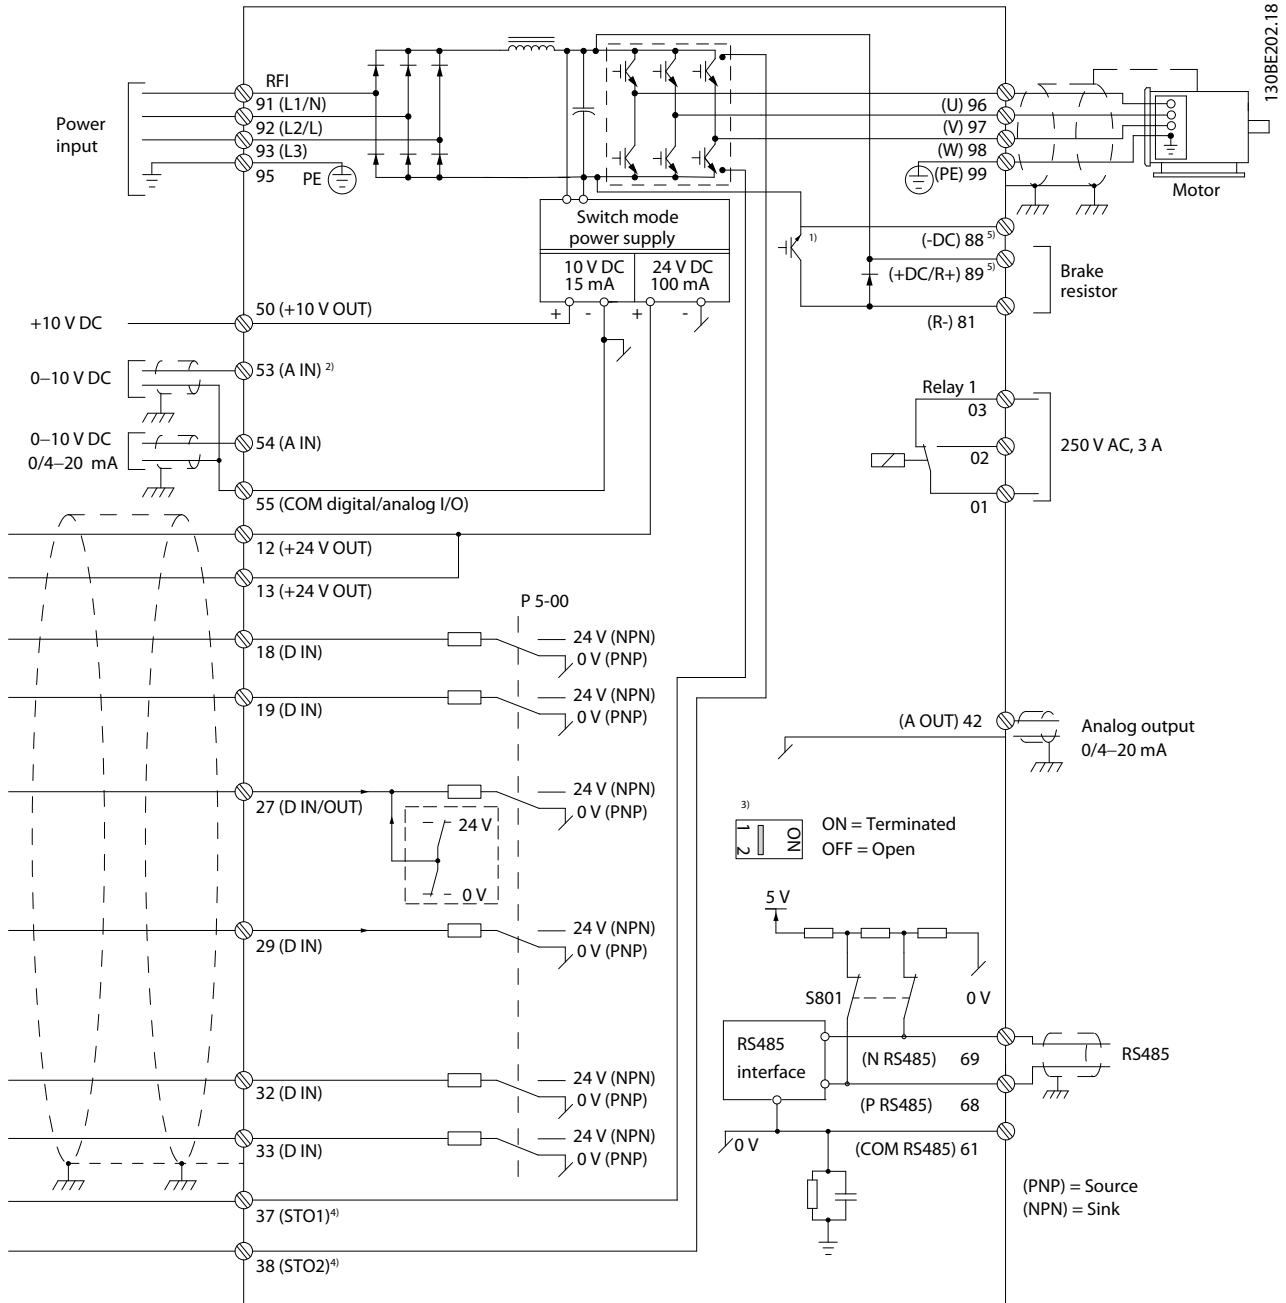 130BE202.18
RFI
91 (L1/N)
92 (L2/L)
93 (L3)
95
PE
Power
input
(U) 96
(V) 97
(W) 98
(PE) 99
Motor
Switch mode
power supply
10 V DC
15 mA
24 V DC
100 mA
+ - + -
1)
(-DC) 88 5)
(+DC/R+) 89 5)
(R-) 81
Brake
resistor
+10 V DC
50 (+10 V OUT)
0–10 V DC
53 (A IN) 2)
0–10 V DC
0/4–20 mA
54 (A IN)
55 (COM digital/analog I/O)
12 (+24 V OUT)
13 (+24 V OUT)
Relay 1
03
02
01
250 V AC, 3 A
P 5-00
18 (D IN)
24 V (NPN)
0 V (PNP)
19 (D IN)
24 V (NPN)
0 V (PNP)
27 (D IN/OUT)
24 V (NPN)
0 V (PNP)
24 V
0 V
29 (D IN)
24 V (NPN)
0 V (PNP)
32 (D IN)
24 V (NPN)
0 V (PNP)
33 (D IN)
24 V (NPN)
0 V (PNP)
37 (STO1)4)
38 (STO2)4)
(A OUT) 42
Analog output
0/4–20 mA
3)
1 2
ON
ON = Terminated
OFF = Open
5 V
S801
0 V
RS485
interface
(N RS485) 69
(P RS485) 68
RS485
0 V
(COM RS485) 61
(PNP) = Source
(NPN) = Sink